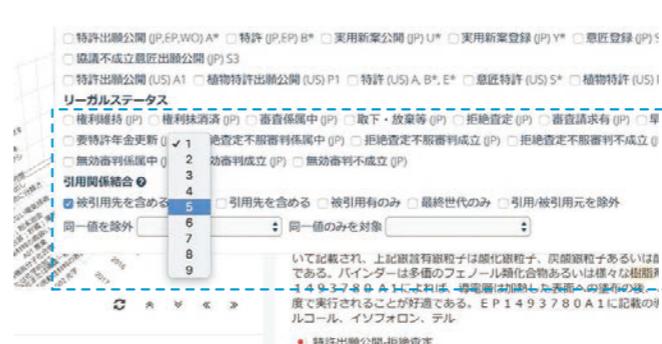 特許出願公開 (JP,EP,WO) A* 特許 (JP,EP) B* 実用新案公開 (JP) U* 実用新案登録 (JP) Y* 意匠登録 (JP) S
協議不成立意匠出願公開 (JP) S3
特許出願公開 (US) A1 植物特許出願公開 (US) P1 特許 (US) A, B*, E* 意匠特許 (US) S* 植物特許 (US)
リーガルステータス
権利維持 (JP) 権利抹消済 (JP) 審査係属中 (JP) 取下・放棄等 (JP) 拒絶査定 (JP) 審査請求有 (JP) 早
要特許年金更新 絶査定不服審判係属中 (JP) 拒絶査定不服審判成立 (JP) 拒絶査定不服審判不成立
無効審判係属中 効審判成立 (JP) 無効審判不成立 (JP)
引用関係結合
被引用先を含める 引用先を含める 被引用有のみ 最終世代のみ 引用/被引用元を除外
同一値を除外 同一値のみを対象
✓ 1
2
3
4
5
6
7
8
9
2016
2017
いて記載され、上記銀含有銀粒子は酸化銀粒子、炭酸銀粒子あるいは
である。バインダーは多価のフェノール類化合物あるいは様々な樹脂
1493780A1によれば、導電層は加熱した表面への塗布の後、
度で実行されることが好適である。EP1493780A1に記載の
ルコール、イソフォロン、テル
特許出願公開-拒絶査定